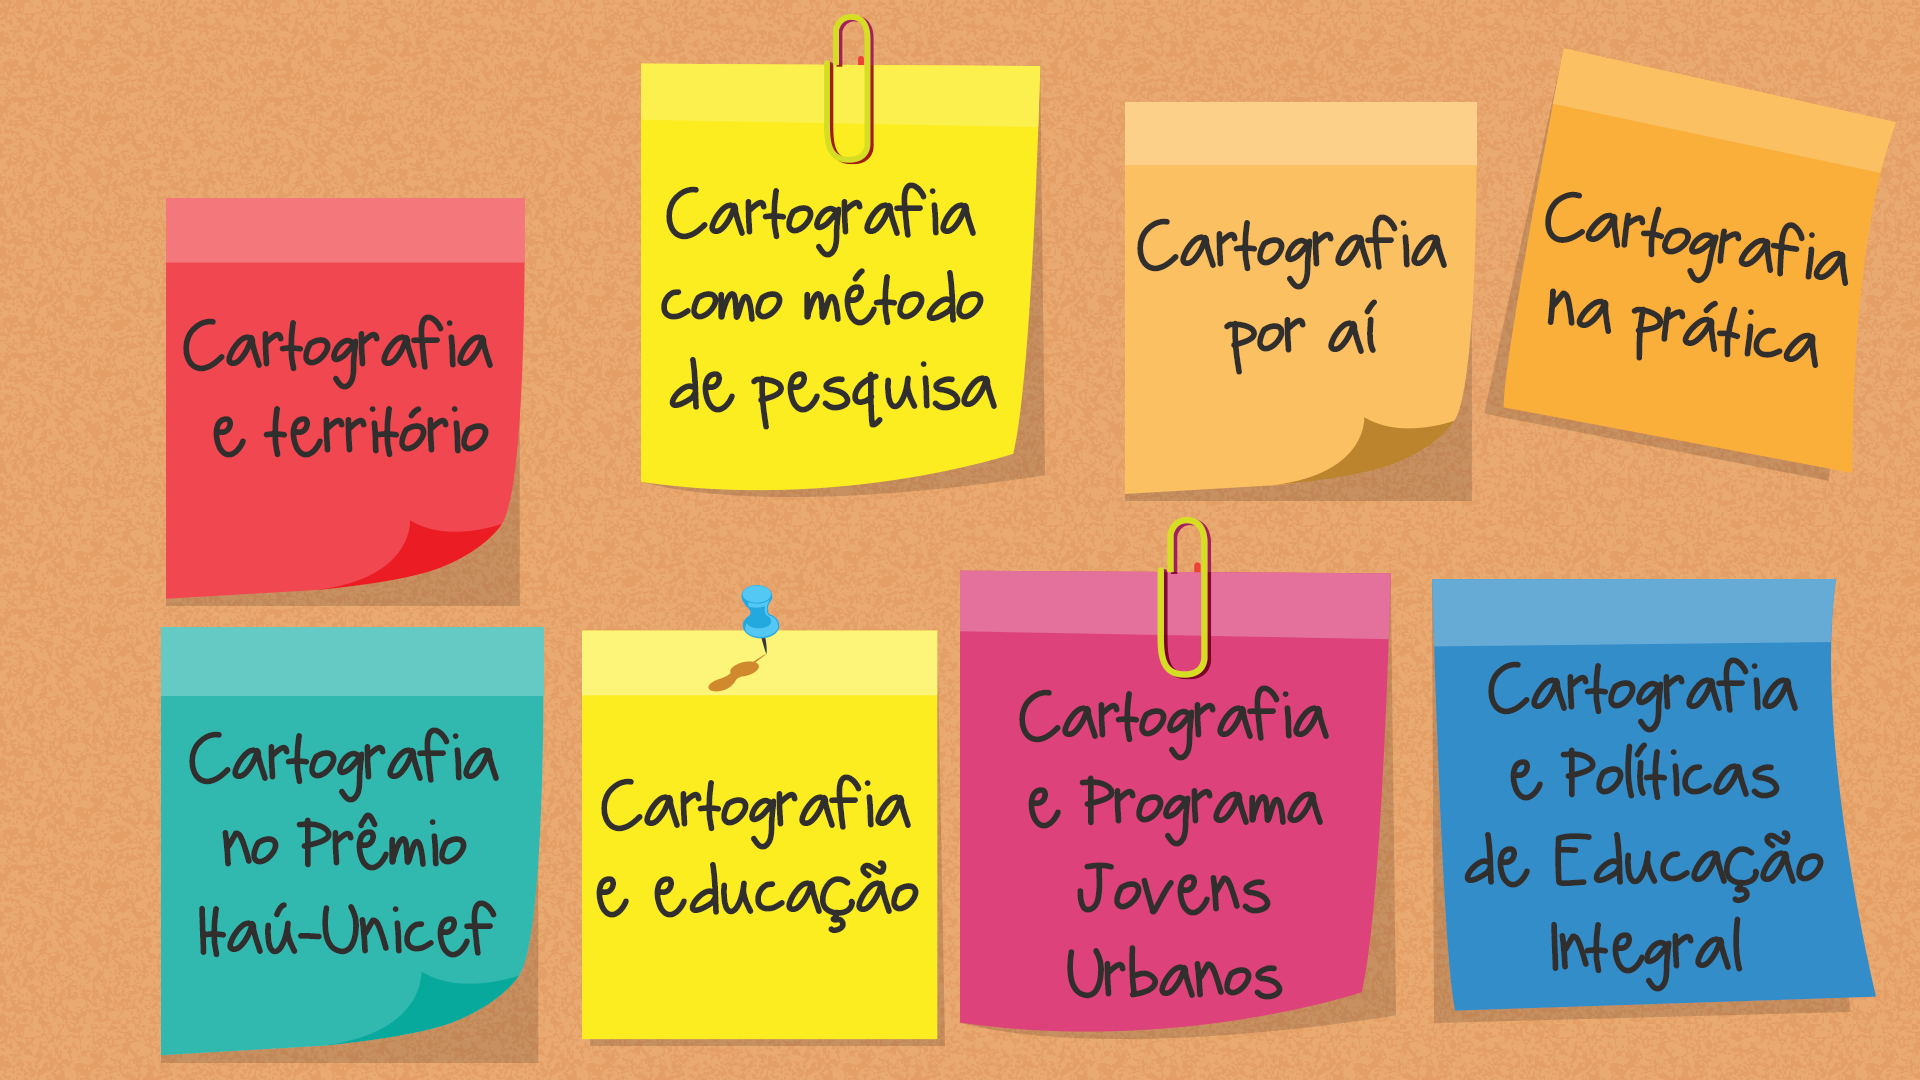 Cartografia
e território
Cartografia
como método
de pesquisa
Cartografia
por aí
Cartografia
na prática
Cartografia
no Prêmio
Itaú-Unicef
Cartografia
e educação
Cartografia
e Programa
Jovens
Urbanos
Cartografia
e Políticas
de Educação
Integral